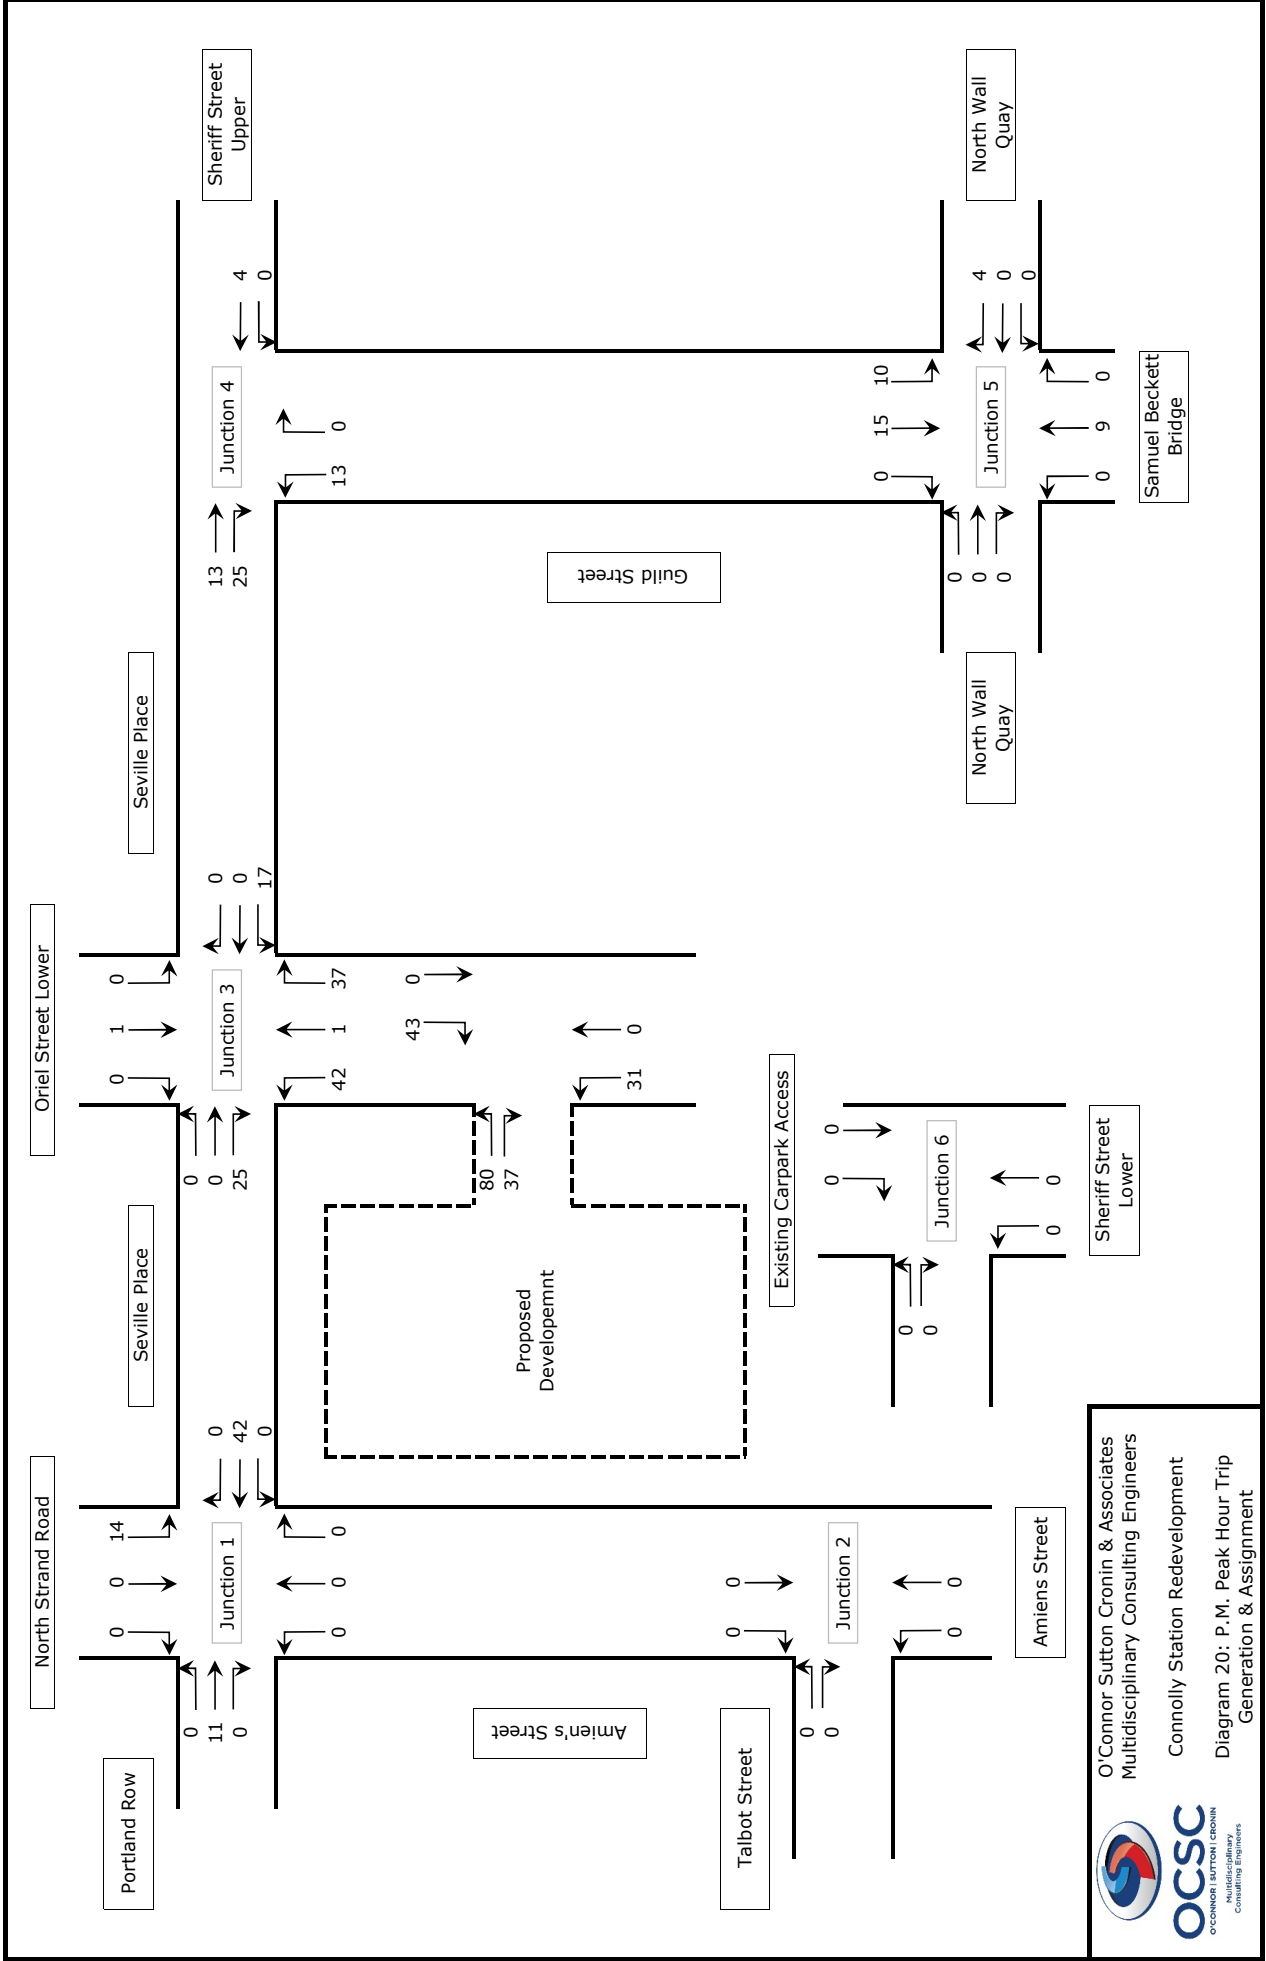 North Strand Road
Oriel Street Lower
Portland Row
0 0 14
Seville Place
0 1 0
Seville Place
0
11
0
Junction 1
0
42
0
0
0
25
Junction 3
0
0
17
13
25
Junction 4
4
0
Sheriff Street
Upper
0 0 0
42 1 37
13 0
43 0
80
37
Proposed
Developemnt
Amien's Street
Guild Street
31 0
Talbot Street
0 0
0
0
Junction 2
0 0
Amiens Street
Existing Carpark Access
0 0
0
0
Junction 6
0 0
Sheriff Street
Lower
0 15 10
North Wall
Quay
0
0
0
Junction 5
4
0
0
North Wall
Quay
0 9 0
Samuel Beckett
Bridge
OCSC
O'CONNOR | SUTTON | CRONIN
Multidisciplinary
Consulting Engineers
O'Connor Sutton Cronin & Associates
Multidisciplinary Consulting Engineers
Connolly Station Redevelopment
Diagram 20: P.M. Peak Hour Trip
Generation & Assignment